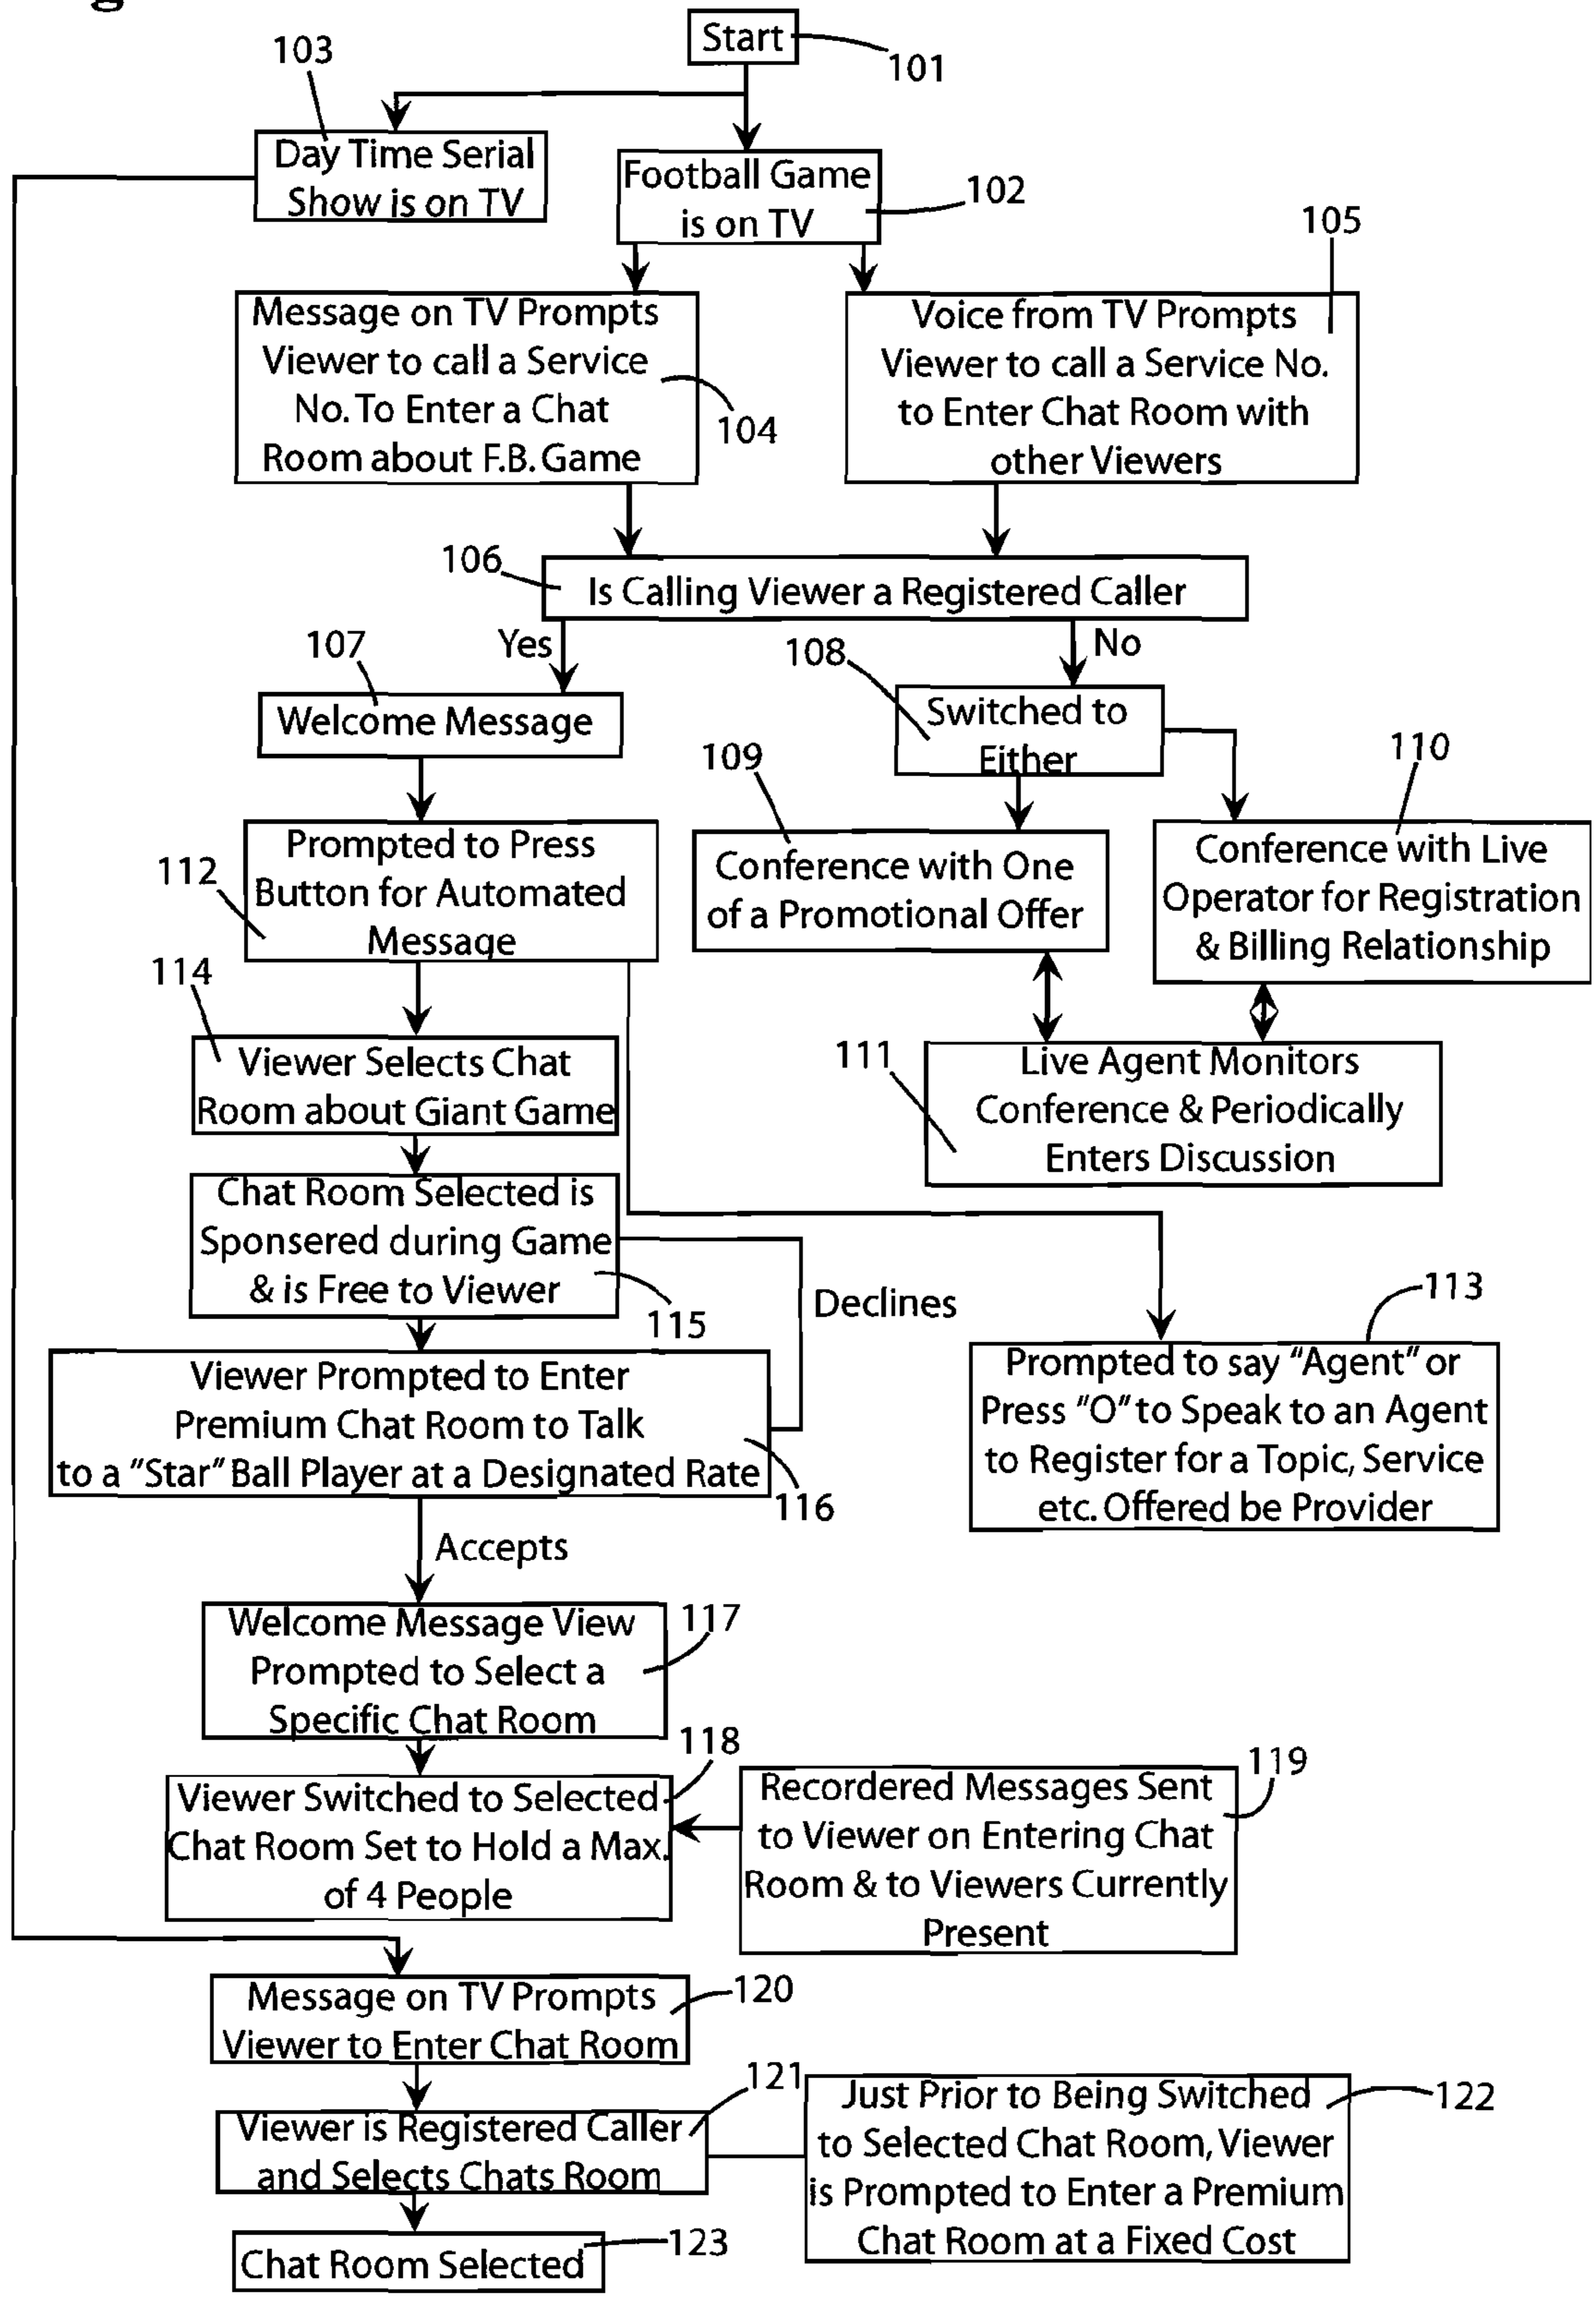 Start
101
103
Day Time Serial
Show is on TV
Football Game
is on TV
102
105
Message on TV Prompts
Viewer to call a Service
No. To Enter a Chat
Room about F.B. Game
104
Voice from TV Prompts
Viewer to call a Service No.
to Enter Chat Room with
other Viewers
106
Is Calling Viewer a Registered Caller
Yes
No
107
Welcome Message
108
Switched to
Either
109
Conference with One
of a Promotional Offer
110
Conference with Live
Operator for Registration
& Billing Relationship
112
Prompted to Press
Button for Automated
Message
114
Viewer Selects Chat
Room about Giant Game
111
Live Agent Monitors
Conference & Periodically
Enters Discussion
Chat Room Selected is
Sponsered during Game
& is Free to Viewer
115
Declines
113
Prompted to say "Agent" or
Press "O" to Speak to an Agent
to Register for a Topic, Service
etc. Offered be Provider
Viewer Prompted to Enter
Premium Chat Room to Talk
to a "Star" Ball Player at a Designated Rate
116
Accepts
Welcome Message View
Prompted to Select a
Specific Chat Room
117
118
Viewer Switched to Selected
Chat Room Set to Hold a Max.
of 4 People
119
Recordered Messages Sent
to Viewer on Entering Chat
Room & to Viewers Currently
Present
Message on TV Prompts
Viewer to Enter Chat Room
120
121
Viewer is Registered Caller
and Selects Chats Room
Just Prior to Being Switched
to Selected Chat Room, Viewer
is Prompted to Enter a Premium
Chat Room at a Fixed Cost
122
Chat Room Selected
123